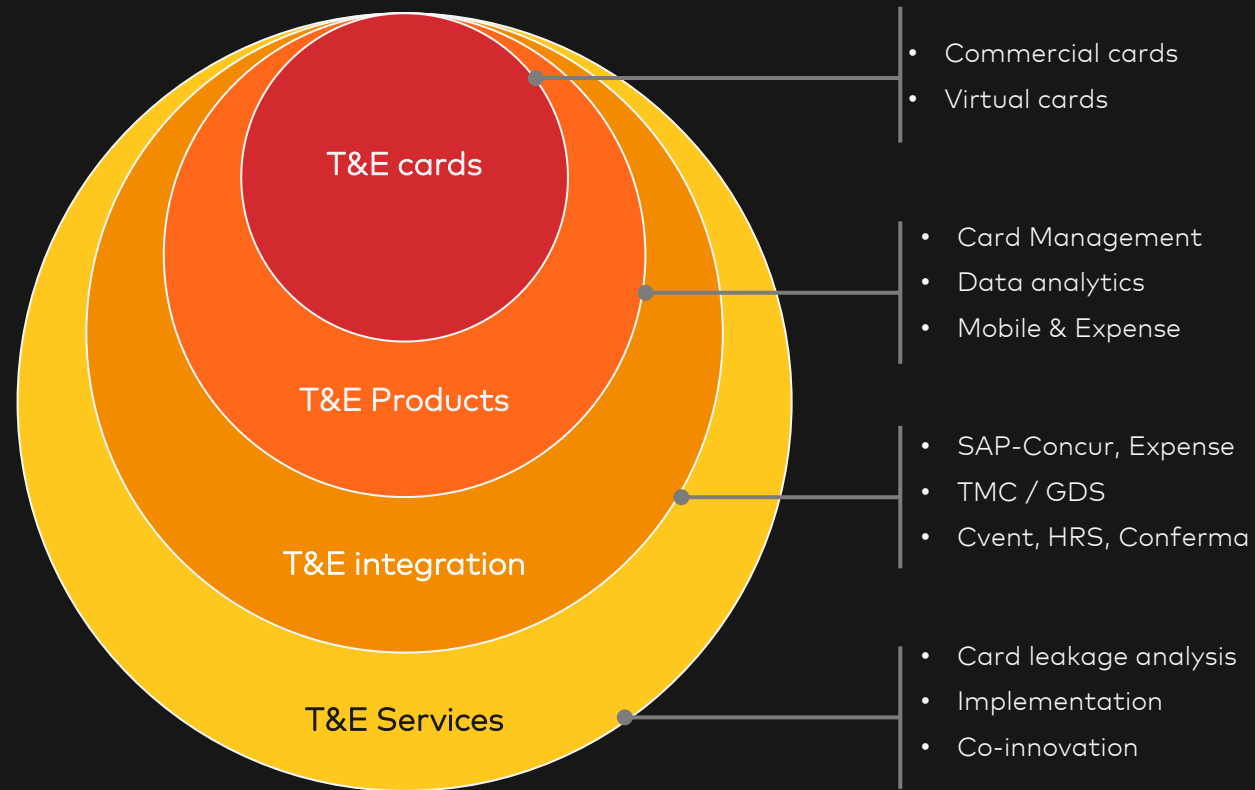 T&E cards
• Commercial cards
• Virtual cards
T&E Products
• Card Management
• Data analytics
• Mobile & Expense
T&E integration
• SAP-Concur, Expense
• TMC / GDS
• Cvent, HRS, Conferma
T&E Services
• Card leakage analysis
• Implementation
• Co-innovation